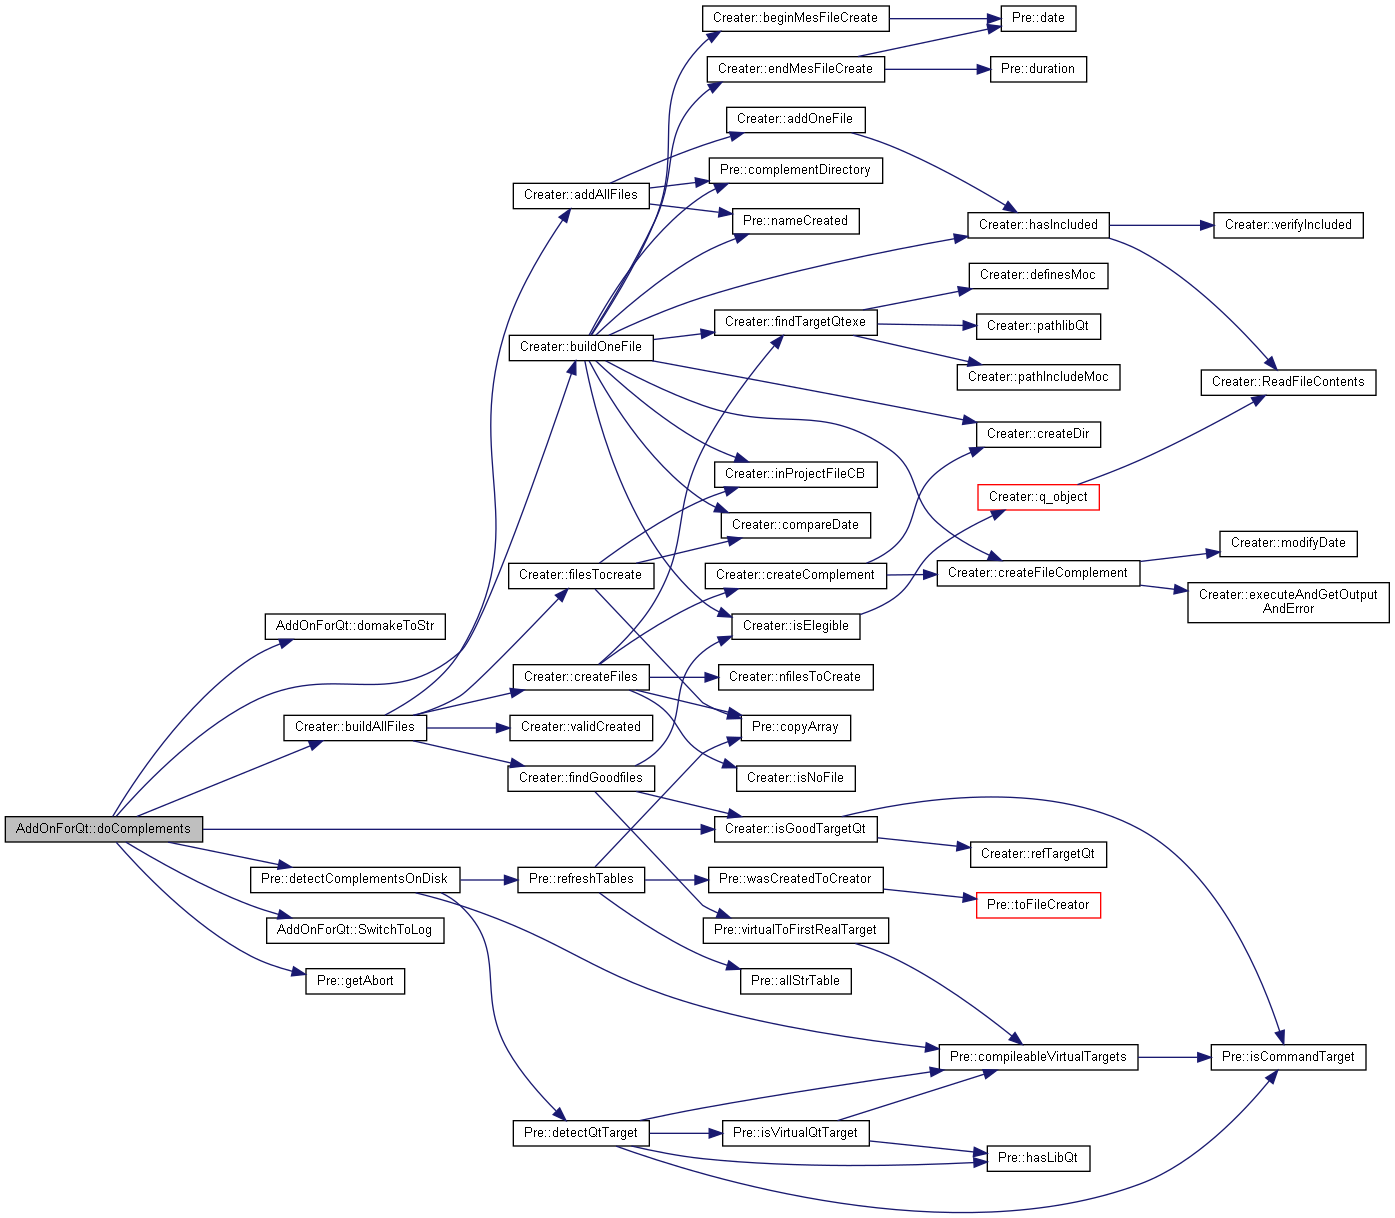 Creater::beginMesFileCreate
Pre::date
Creater::endMesFileCreate
Pre::duration
Creater::addOneFile
Pre::complementDirectory
Creater::addAllFiles
Pre::nameCreated
Creater::hasIncluded
Creater::verifyIncluded
Creater::definesMoc
Creater::findTargetQtexe
Creater::pathlibQt
Creater::buildOneFile
Creater::pathIncludeMoc
Creater::ReadFileContents
Creater::createDir
Creater::inProjectFileCB
Creater::q_object
Creater::compareDate
Creater::modifyDate
Creater::filesTocreate
Creater::createComplement
Creater::createFileComplement
Creater::executeAndGetOutput
AndError
AddOnForQt::domakeToStr
Creater::isElegible
Creater::createFiles
Creater::nfilesToCreate
Creater::buildAllFiles
Creater::validCreated
Pre::copyArray
Creater::findGoodfiles
Creater::isNoFile
AddOnForQt::doComplements
Creater::isGoodTargetQt
Creater::refTargetQt
Pre::detectComplementsOnDisk
Pre::refreshTables
Pre::wasCreatedToCreator
Pre::toFileCreator
AddOnForQt::SwitchToLog
Pre::virtualToFirstRealTarget
Pre::getAbort
Pre::allStrTable
Pre::compileableVirtualTargets
Pre::isCommandTarget
Pre::detectQtTarget
Pre::isVirtualQtTarget
Pre::hasLibQt